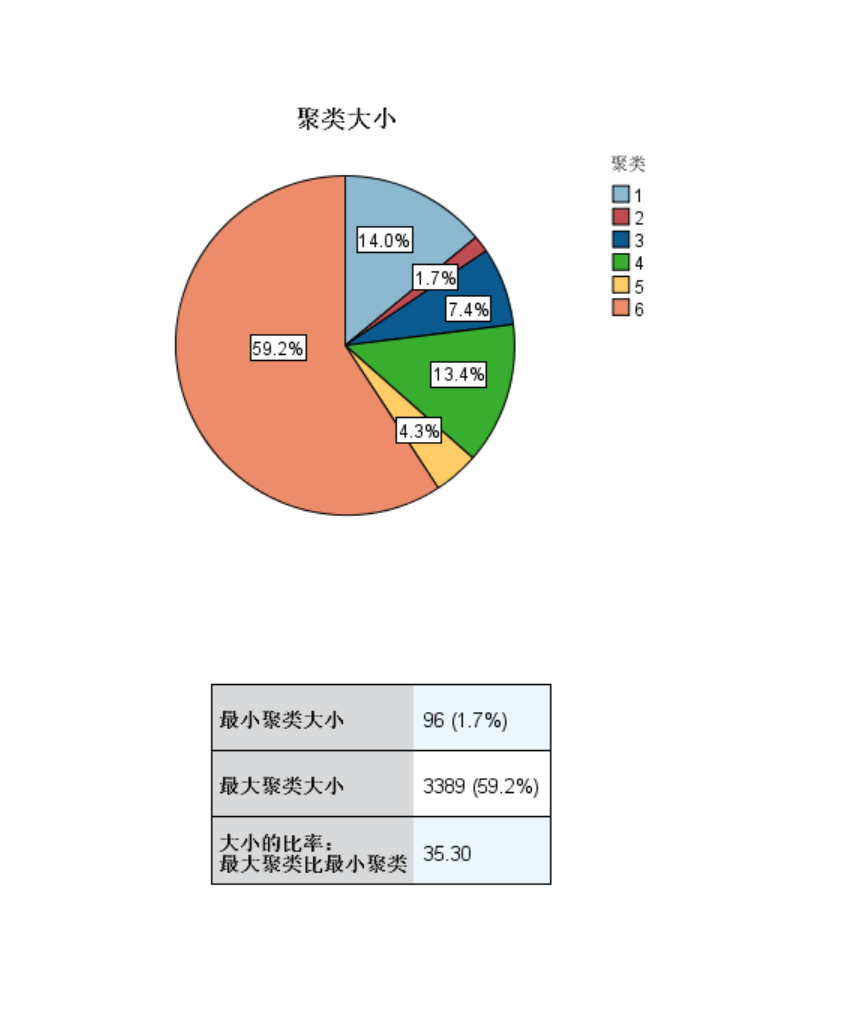 聚类大小
聚类
1
2
3
4
5
6
14.0%
1.7%
7.4%
59.2%
13.4%
4.3%
最小聚类大小 96 (1.7%)
最大聚类大小 3389 (59.2%)
大小的比率：
最大聚类比最小聚类 35.30